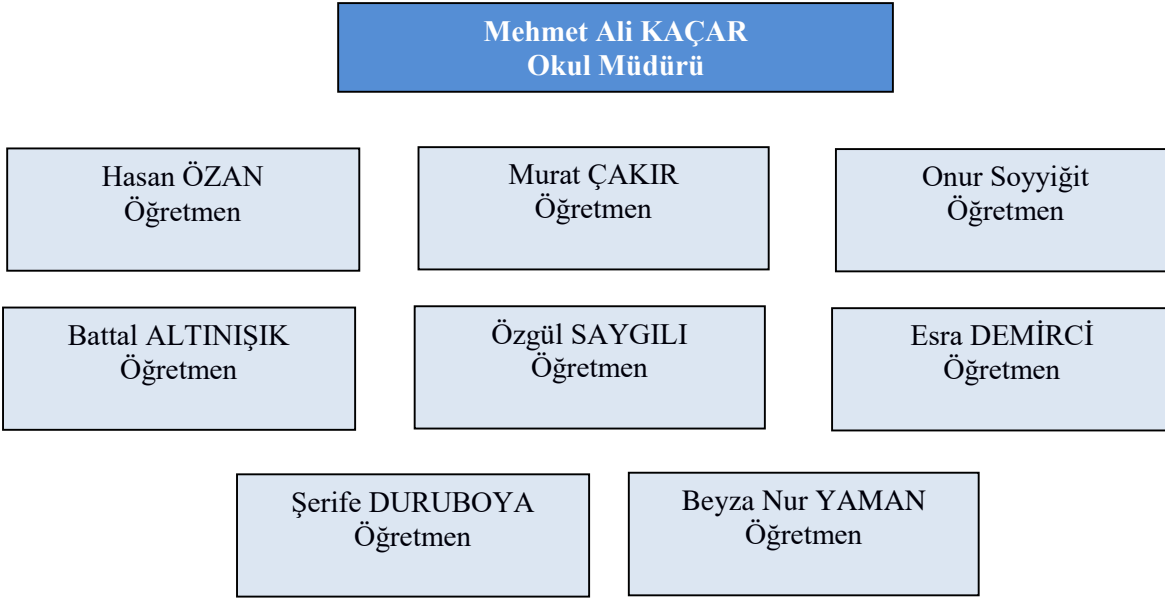 Mehmet Ali KAÇAR
Okul Müdürü
Hasan ÖZAN
Öğretmen
Murat ÇAKIR
Öğretmen
Onur Soyyiğit
Öğretmen
Battal ALTINIŞIK
Öğretmen
Özgül SAYGILI
Öğretmen
Esra DEMİRCİ
Öğretmen
Şerife DURUBOYA
Öğretmen
Beyza Nur YAMAN
Öğretmen